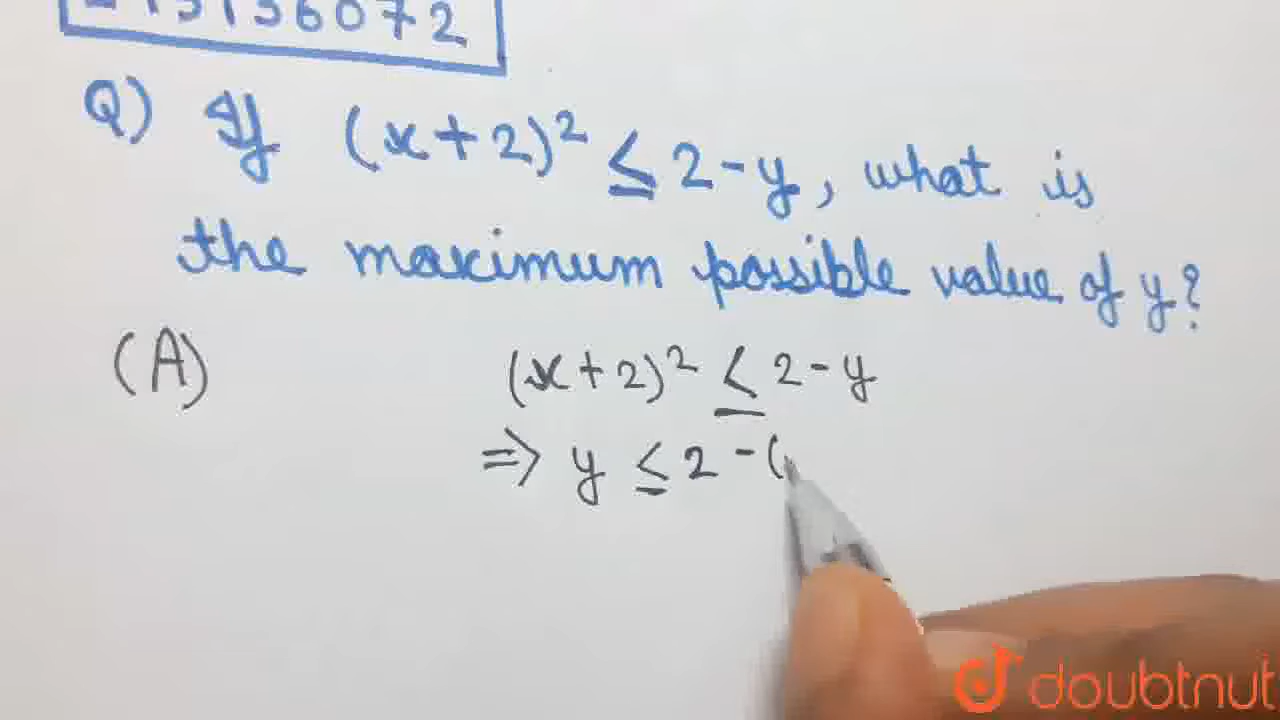 Q) If (x+2)² ≤ 2-y, what is
the maximum possible value of y?
(A) (x+2)² ≤ 2-y
⇒ y ≤ 2-(
doubtnut